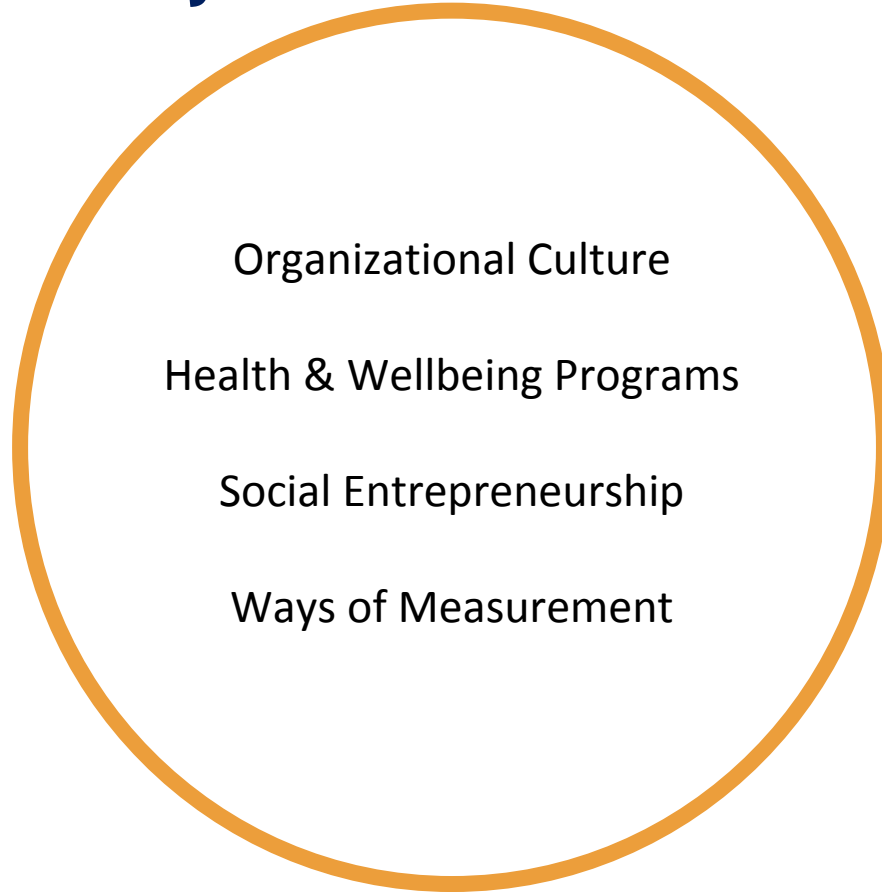 Organizational Culture
Health & Wellbeing Programs
Social Entrepreneurship
Ways of Measurement